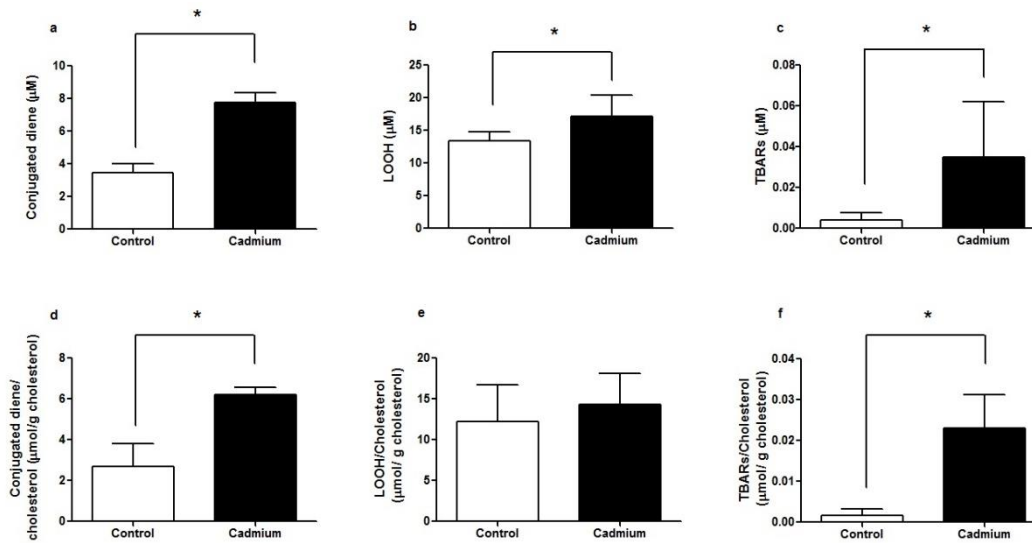 a
*
Conjugated diene (µM)
10
8
6
4
2
0
Control
Cadmium
b
*
LOOH (µM)
25
20
15
10
5
0
Control
Cadmium
c
*
TBARs (µM)
0.08
0.06
0.04
0.02
0.00
Control
Cadmium
d
*
Conjugated diene/
cholesterol (µmol/g cholesterol)
8
6
4
2
0
Control
Cadmium
e
LOOH/Cholesterol
(µmol/ g cholesterol)
20
15
10
5
0
Control
Cadmium
f
*
TBARs/Cholesterol
(µmol/ g cholesterol)
0.04
0.03
0.02
0.01
0.00
Control
Cadmium